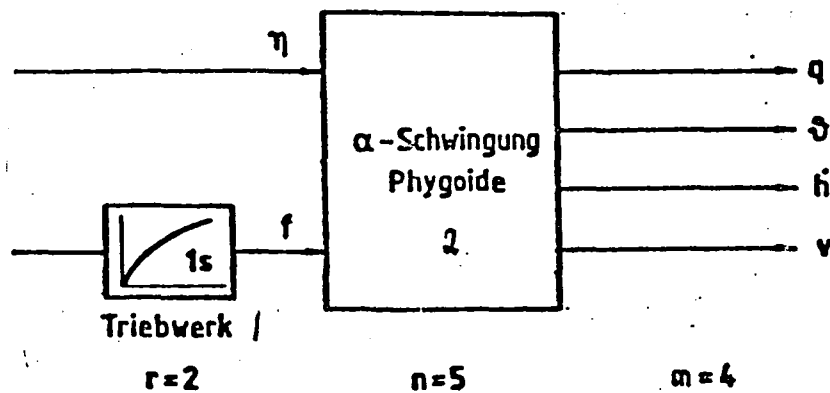 η
α-Schwingung
Phygoide
2
q
ϑ
ḣ
v
f
1s
Triebwerk 1
r=2
n=5
m=4